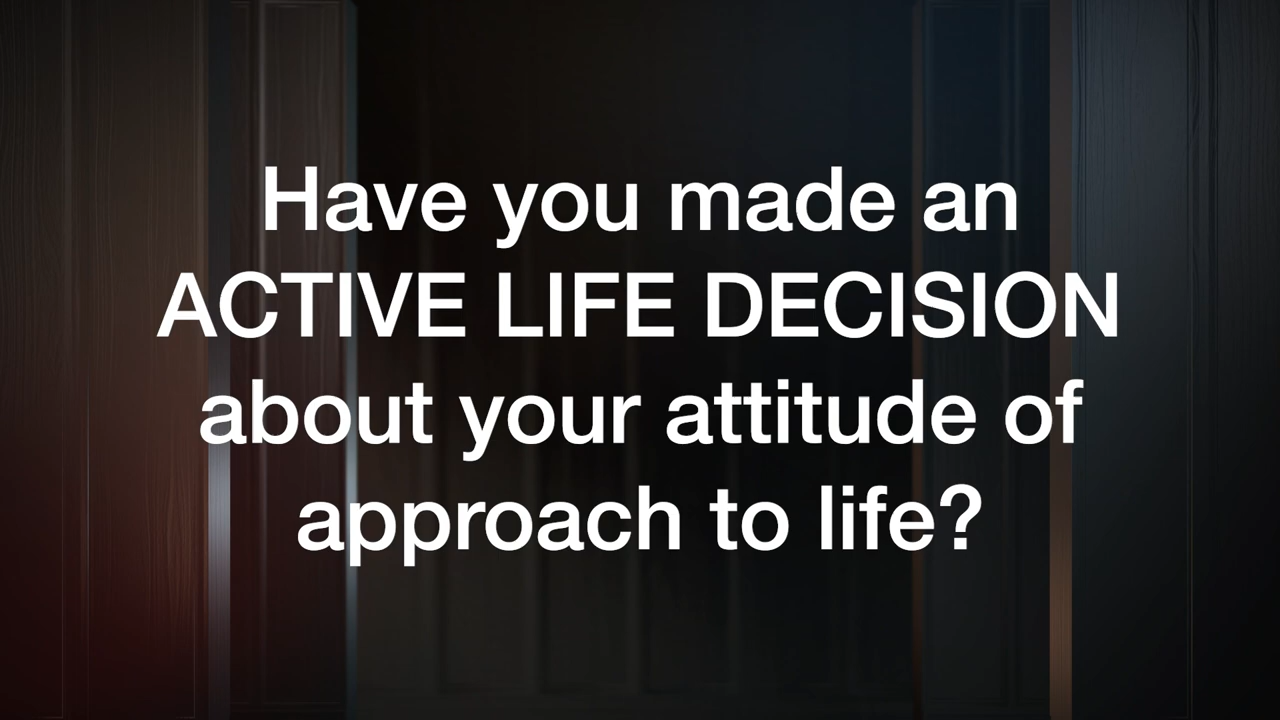 Have you made an
ACTIVE LIFE DECISION
about your attitude of
approach to life?